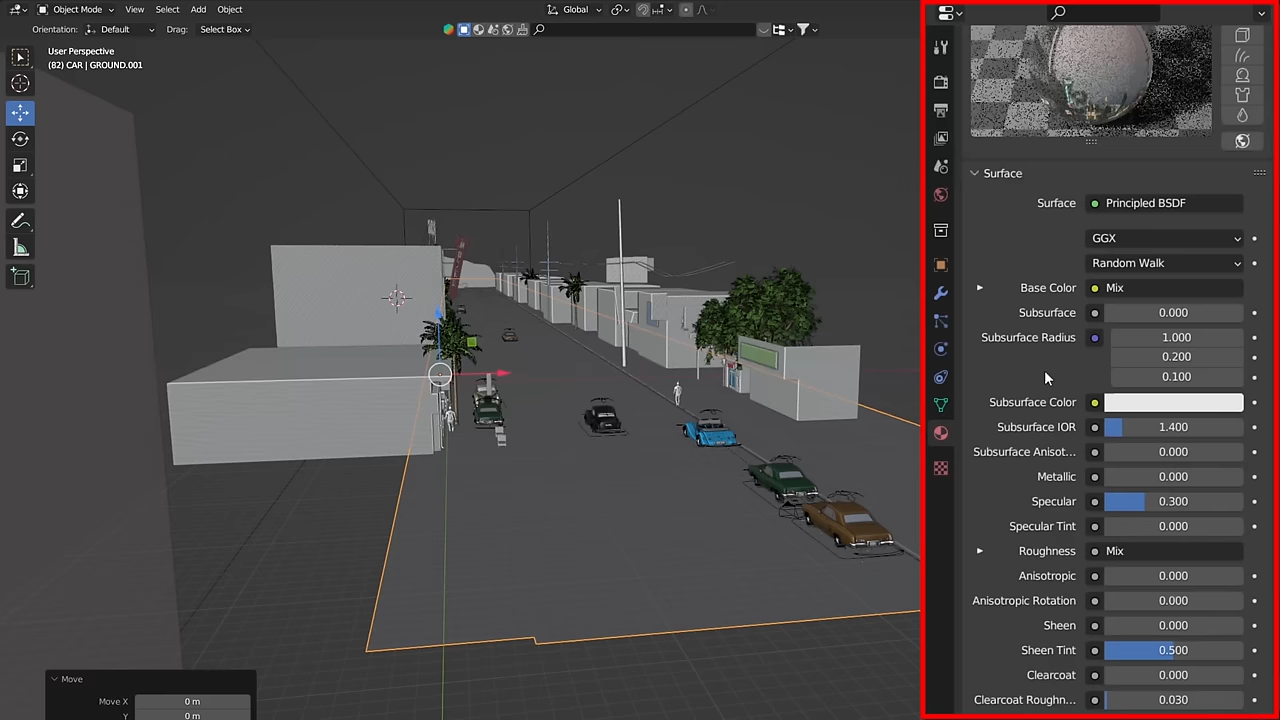 Object Mode View Select Add Object Global
Orientation: Default Drag: Select Box
User Perspective
(82) CAR | GROUND.001
Move
Move X 0 m
Y 0 m
Surface
Surface Principled BSDF
GGX
Random Walk
Base Color Mix
Subsurface 0.000
Subsurface Radius 1.000
0.200
0.100
Subsurface Color
Subsurface IOR 1.400
Subsurface Anisot... 0.000
Metallic 0.000
Specular 0.300
Specular Tint 0.000
Roughness Mix
Anisotropic 0.000
Anisotropic Rotation 0.000
Sheen 0.000
Sheen Tint 0.500
Clearcoat 0.000
Clearcoat Roughn... 0.030